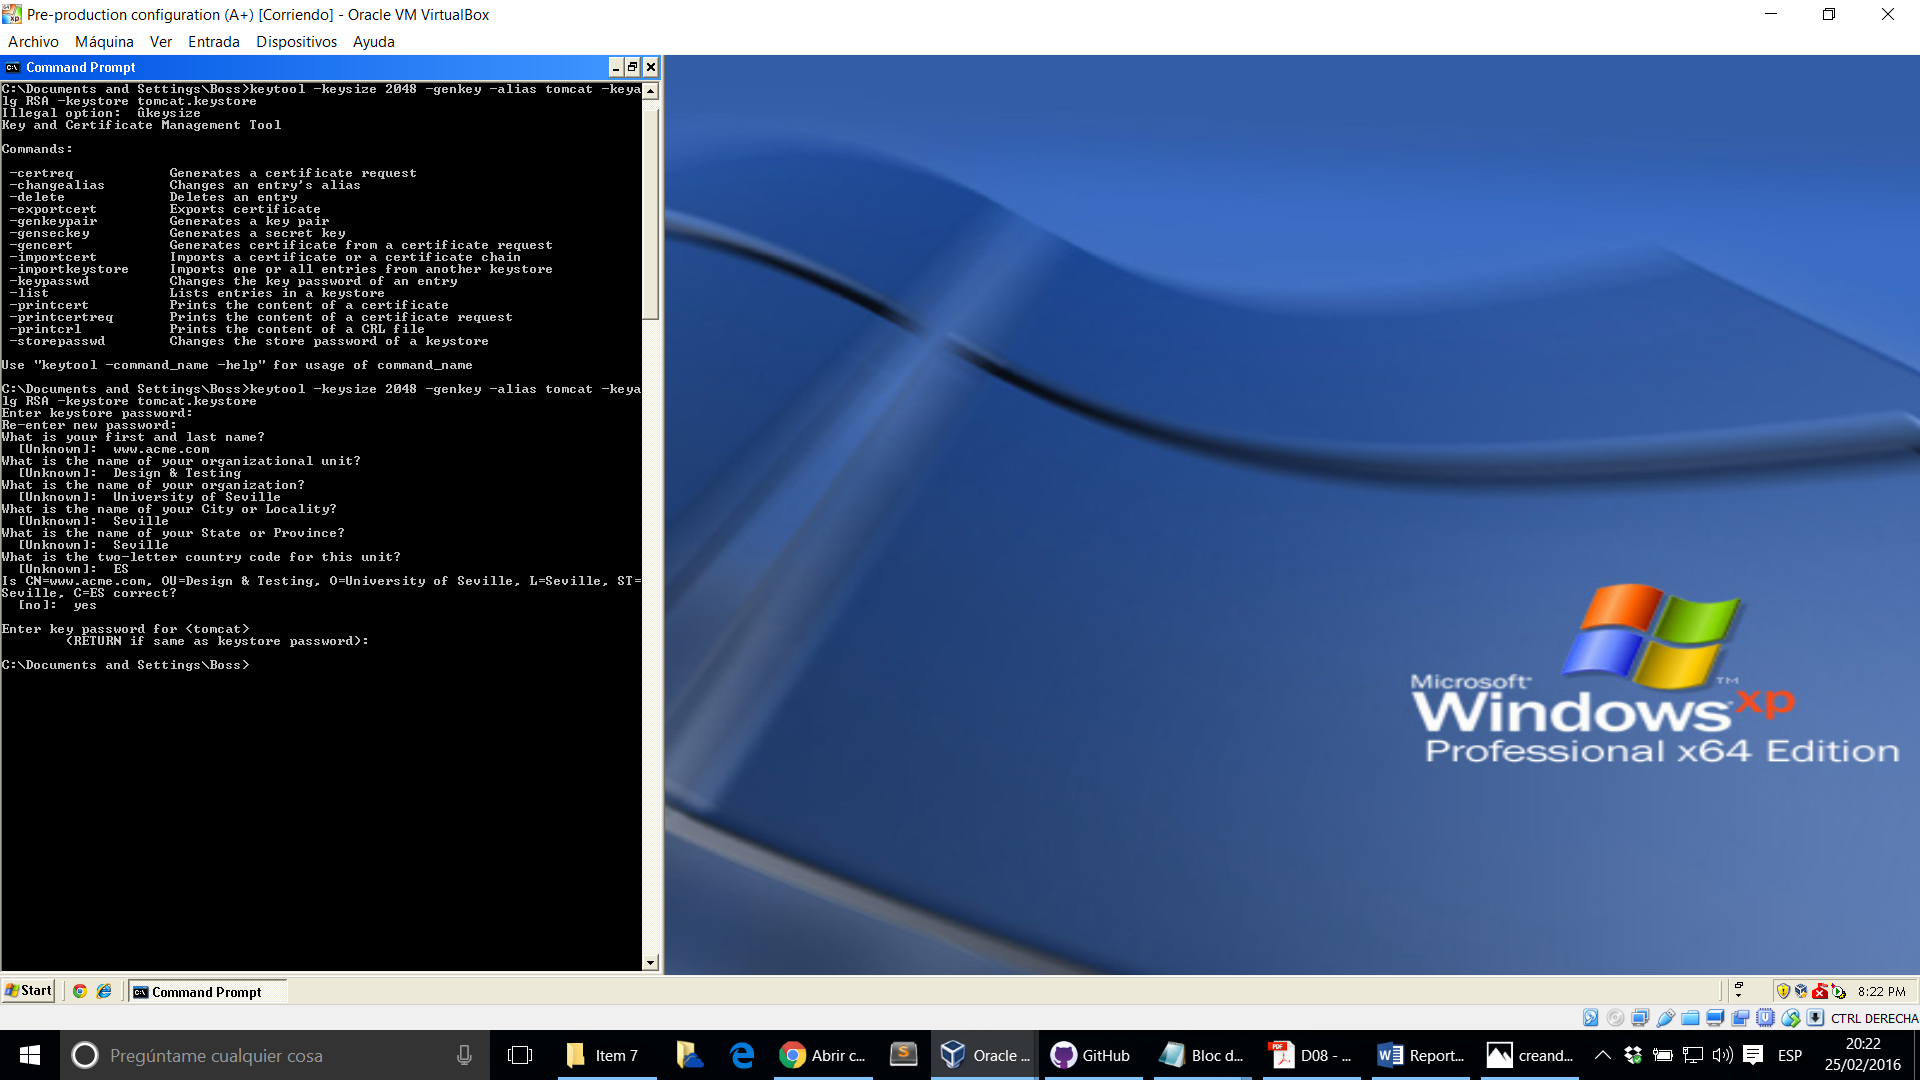 Pre-production configuration (A+) [Corriendo] - Oracle VM VirtualBox
Archivo Máquina Ver Entrada Dispositivos Ayuda
Command Prompt
C:\Documents and Settings\Boss>keytool -keysize 2048 -genkey -alias tomcat -keya
lg RSA -keystore tomcat.keystore
Illegal option:  ûkeysize
Key and Certificate Management Tool
Commands:
-certreq Generates a certificate request
-changealias Changes an entry's alias
-delete Deletes an entry
-exportcert Exports certificate
-genkeypair Generates a key pair
-genseckey Generates a secret key
-gencert Generates certificate from a certificate request
-importcert Imports a certificate or a certificate chain
-importkeystore Imports one or all entries from another keystore
-keypasswd Changes the key password of an entry
-list Lists entries in a keystore
-printcert Prints the content of a certificate
-printcertreq Prints the content of a certificate request
-printcrl Prints the content of a CRL file
-storepasswd Changes the store password of a keystore
Use "keytool -command_name -help" for usage of command_name
C:\Documents and Settings\Boss>keytool -keysize 2048 -genkey -alias tomcat -keya
lg RSA -keystore tomcat.keystore
Enter keystore password:
Re-enter new password:
What is your first and last name?
[Unknown]:  www.acme.com
What is the name of your organizational unit?
[Unknown]:  Design & Testing
What is the name of your organization?
[Unknown]:  University of Seville
What is the name of your City or Locality?
[Unknown]:  Seville
What is the name of your State or Province?
[Unknown]:  Seville
What is the two-letter country code for this unit?
[Unknown]:  ES
Is CN=www.acme.com, OU=Design & Testing, O=University of Seville, L=Seville, ST=
Seville, C=ES correct?
[no]:  yes
Enter key password for <tomcat>
(RETURN if same as keystore password):
C:\Documents and Settings\Boss>
Microsoft
Windows xp
TM
Professional x64 Edition
Start Command Prompt 8:22 PM
CTRL DERECHA
Pregúntame cualquier cosa Item 7 Abrir c... Oracle ... GitHub Bloc d... D08 - ... Report... creand... ESP 20:22
25/02/2016